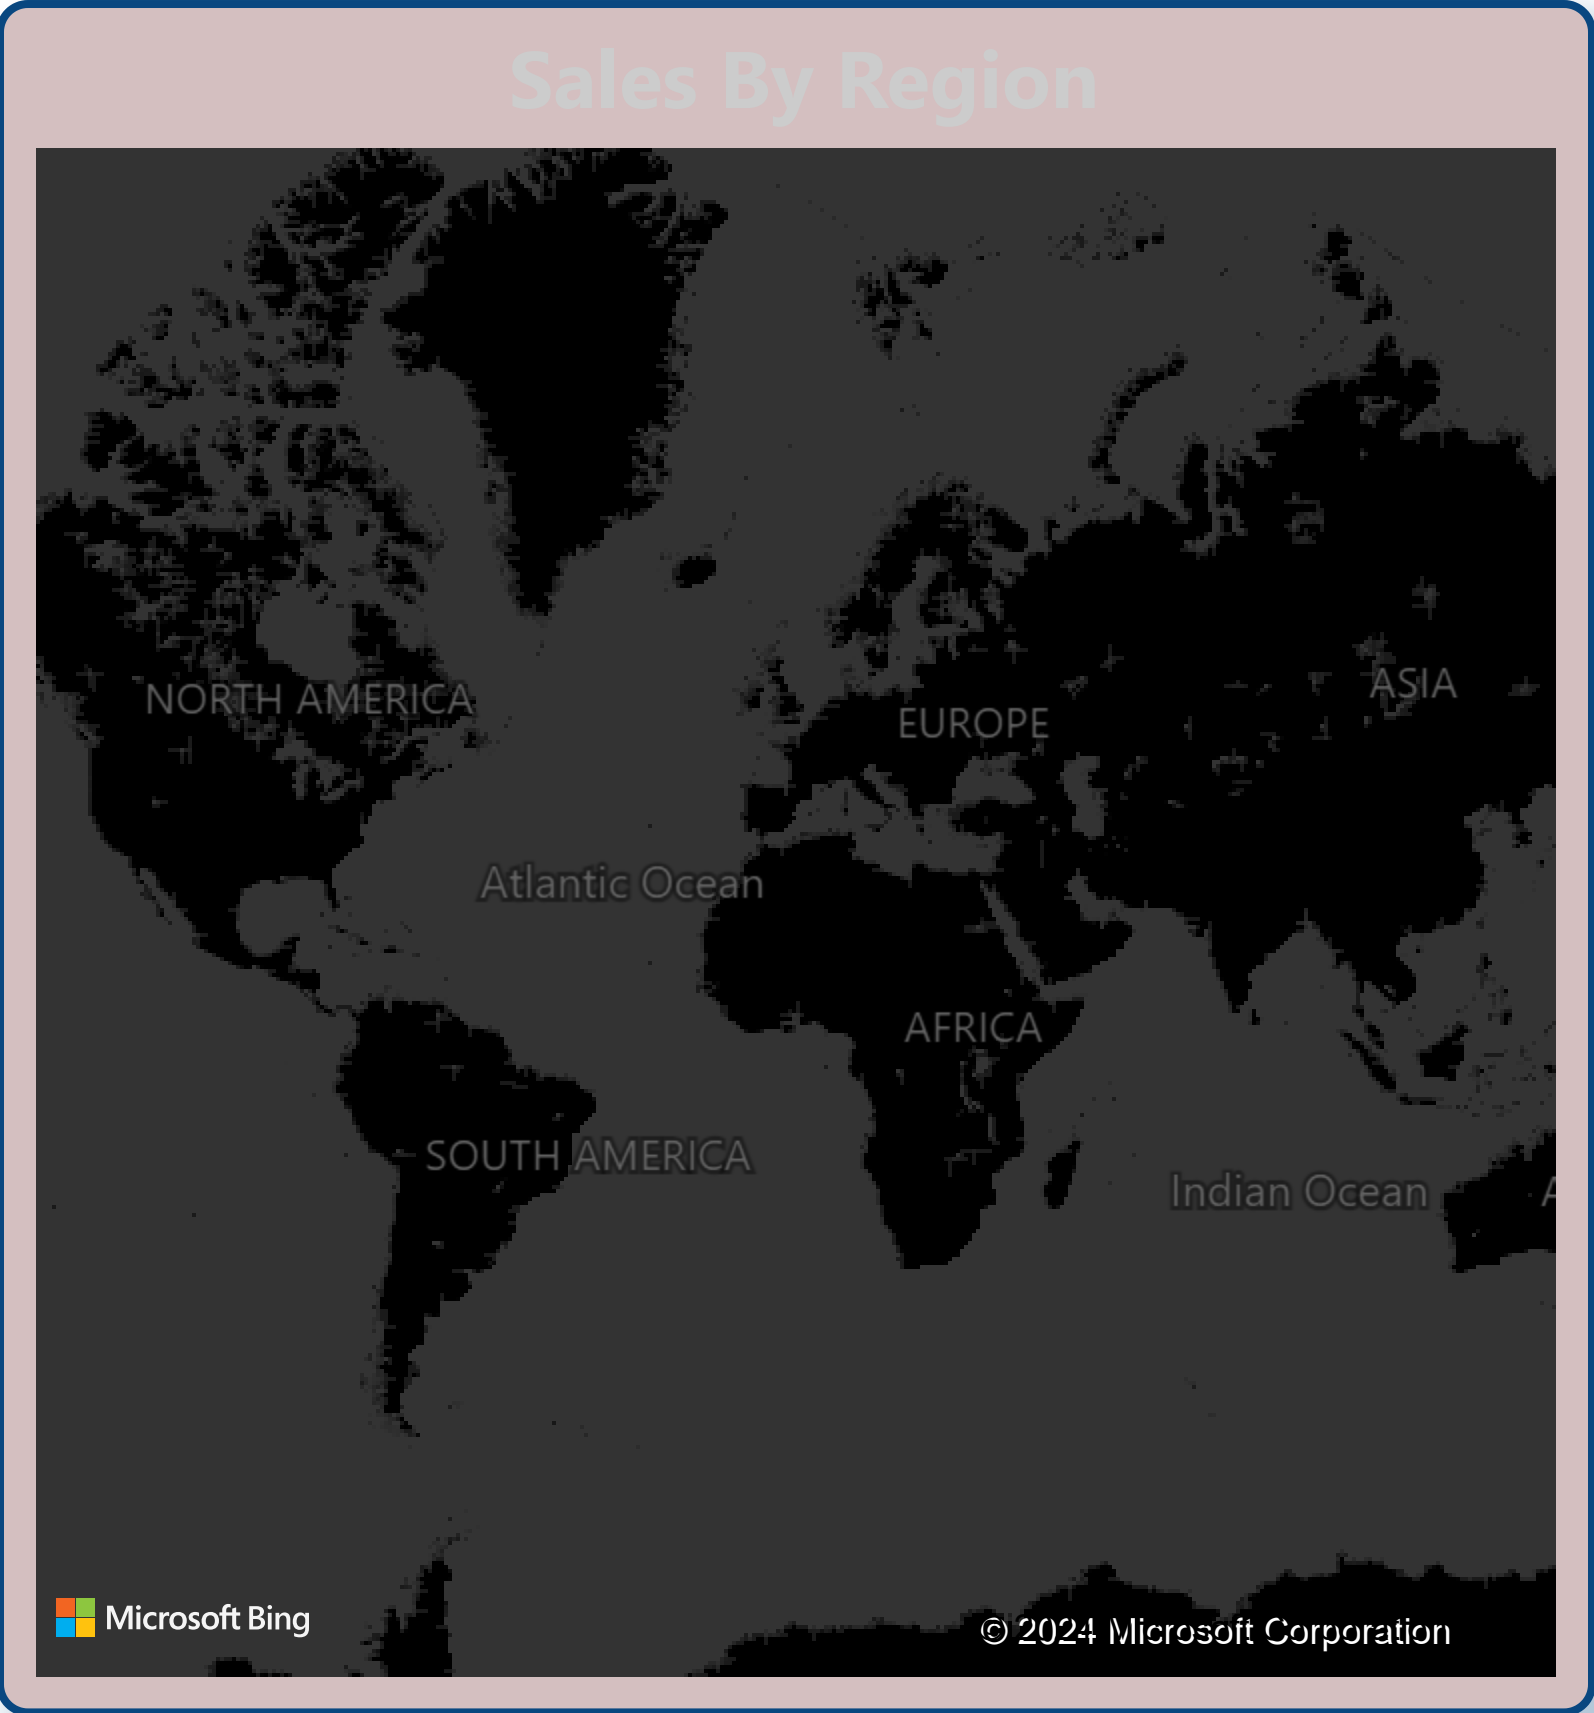 Sales By Region
NORTH AMERICA
ASIA
EUROPE
Atlantic Ocean
AFRICA
SOUTH AMERICA
Indian Ocean
A
Microsoft Bing
© 2024 Microsoft Corporation